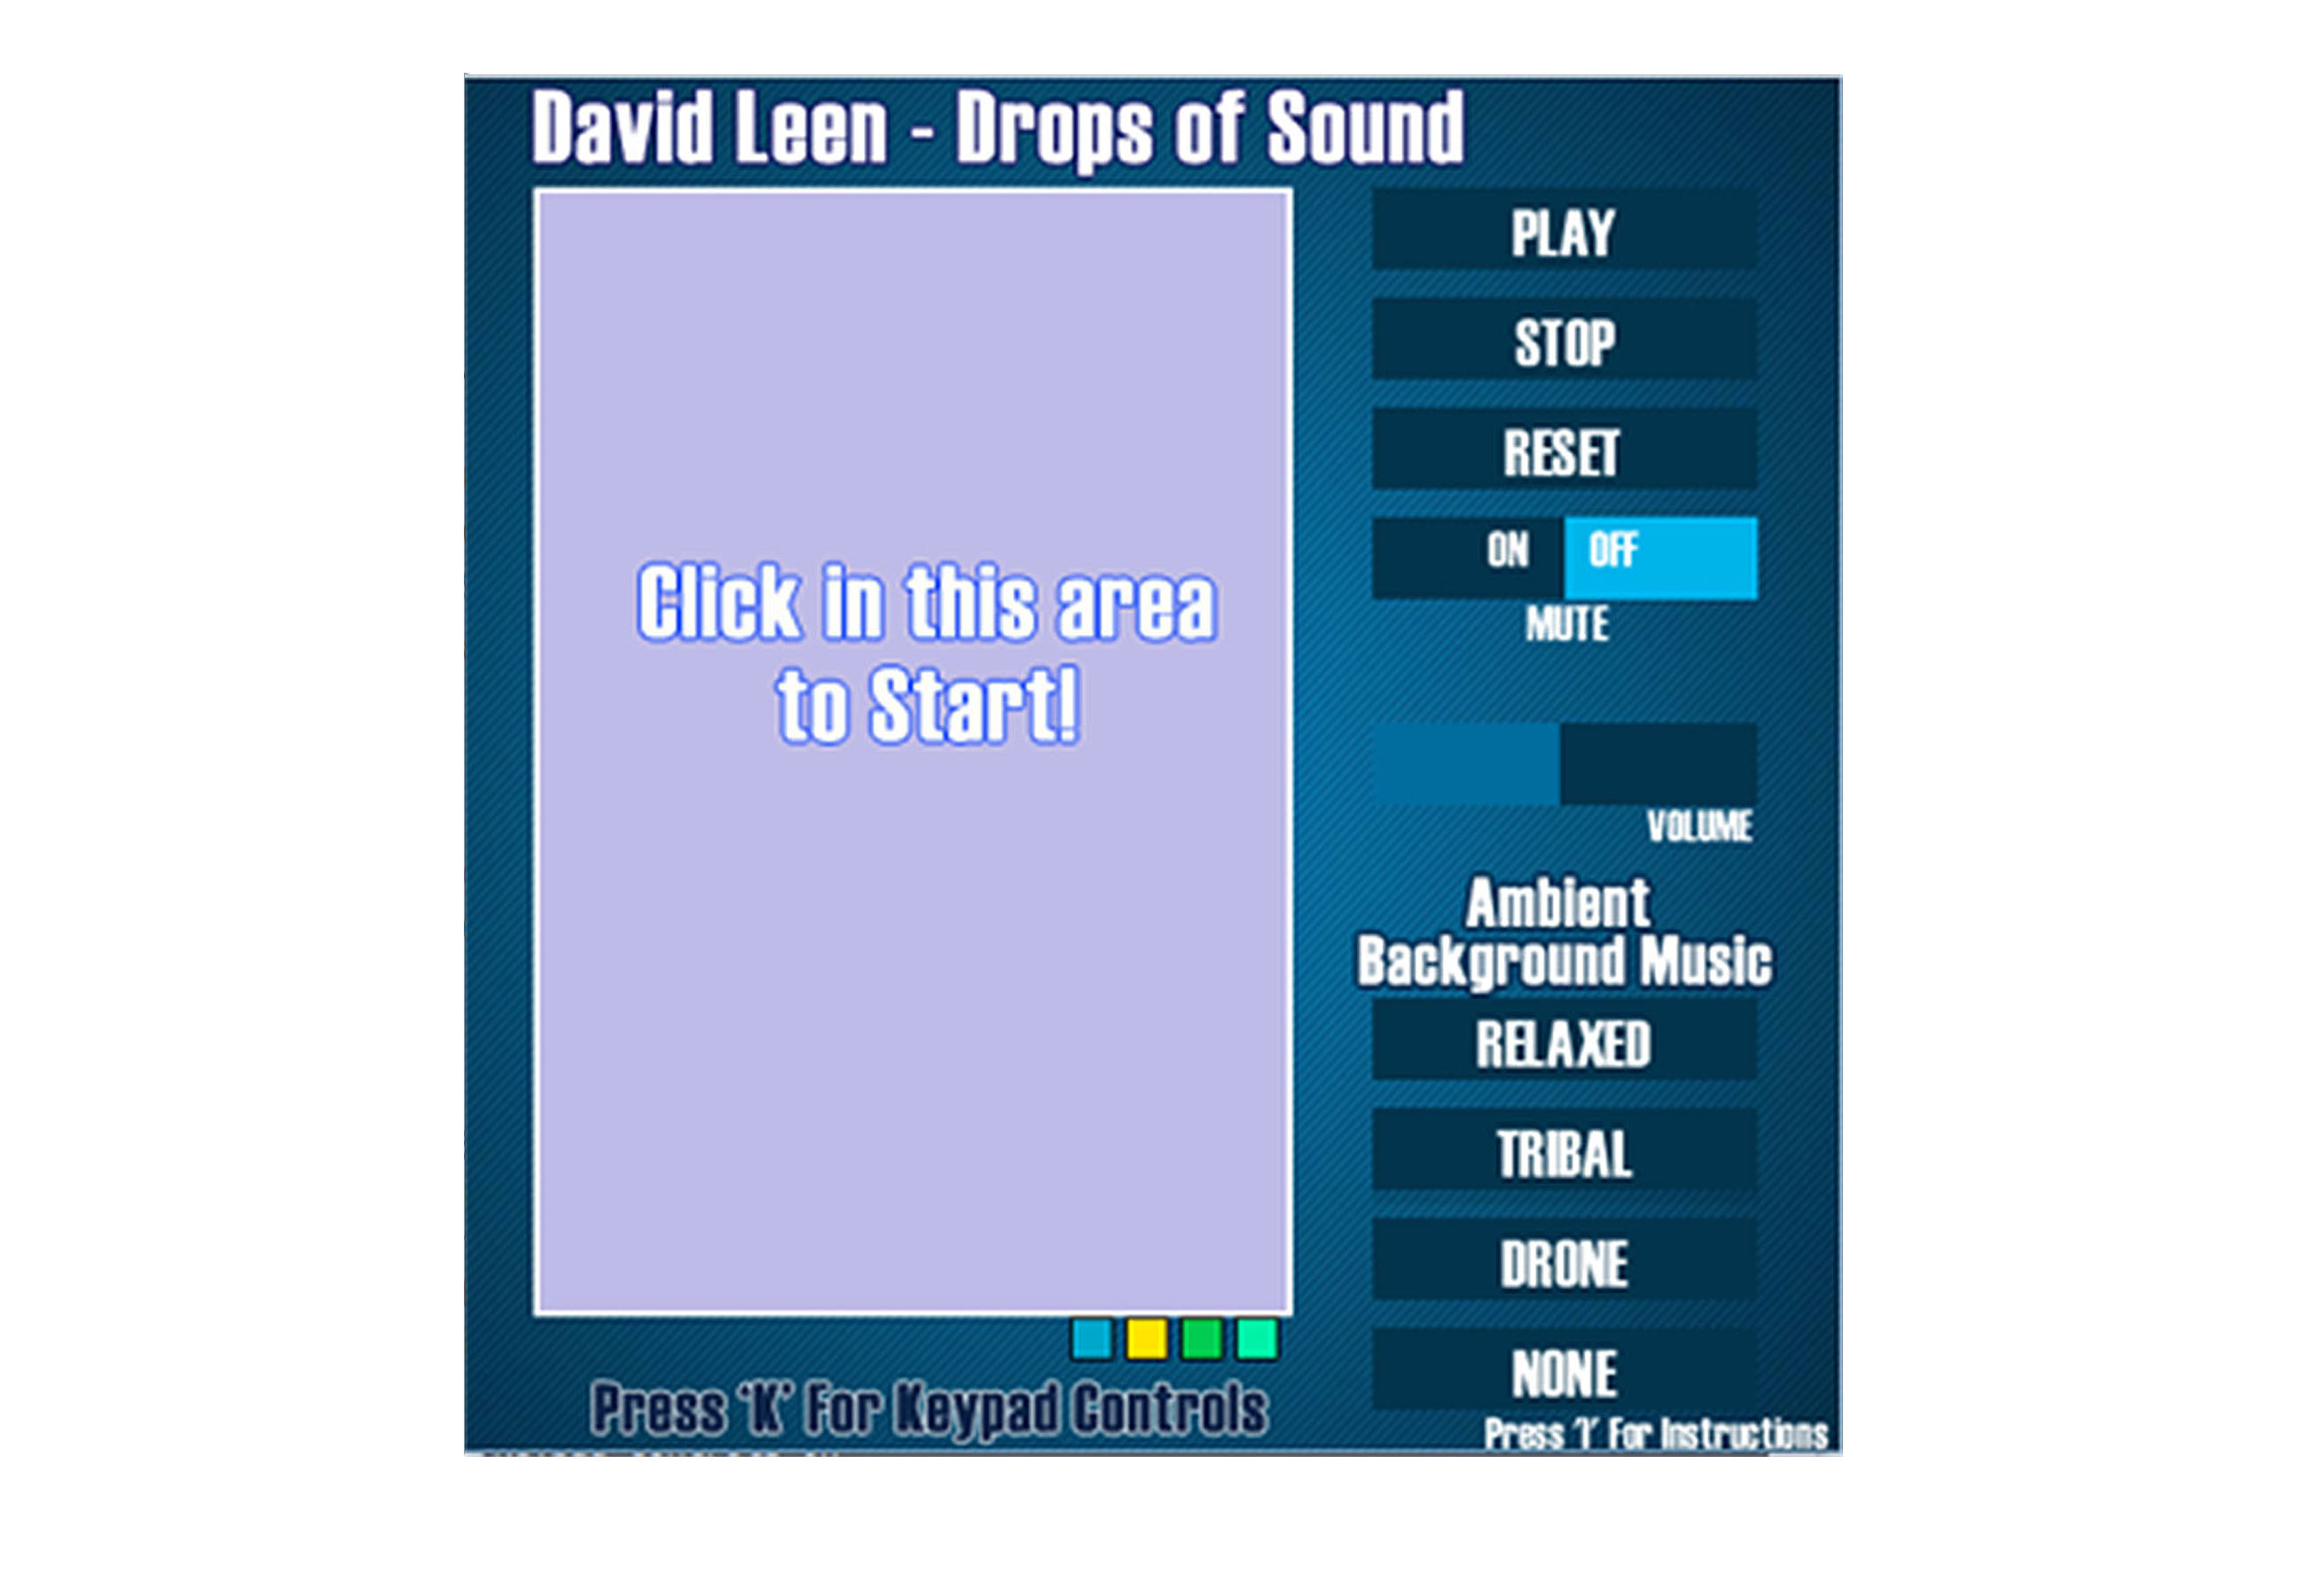 David Leen - Drops of Sound
Click in this area
to Start!
PLAY
STOP
RESET
ON OFF
MUTE
VOLUME
Ambient
Background Music
RELAXED
TRIBAL
DRONE
NONE
Press ‘K’ For Keypad Controls
Press ‘I’ For Instructions